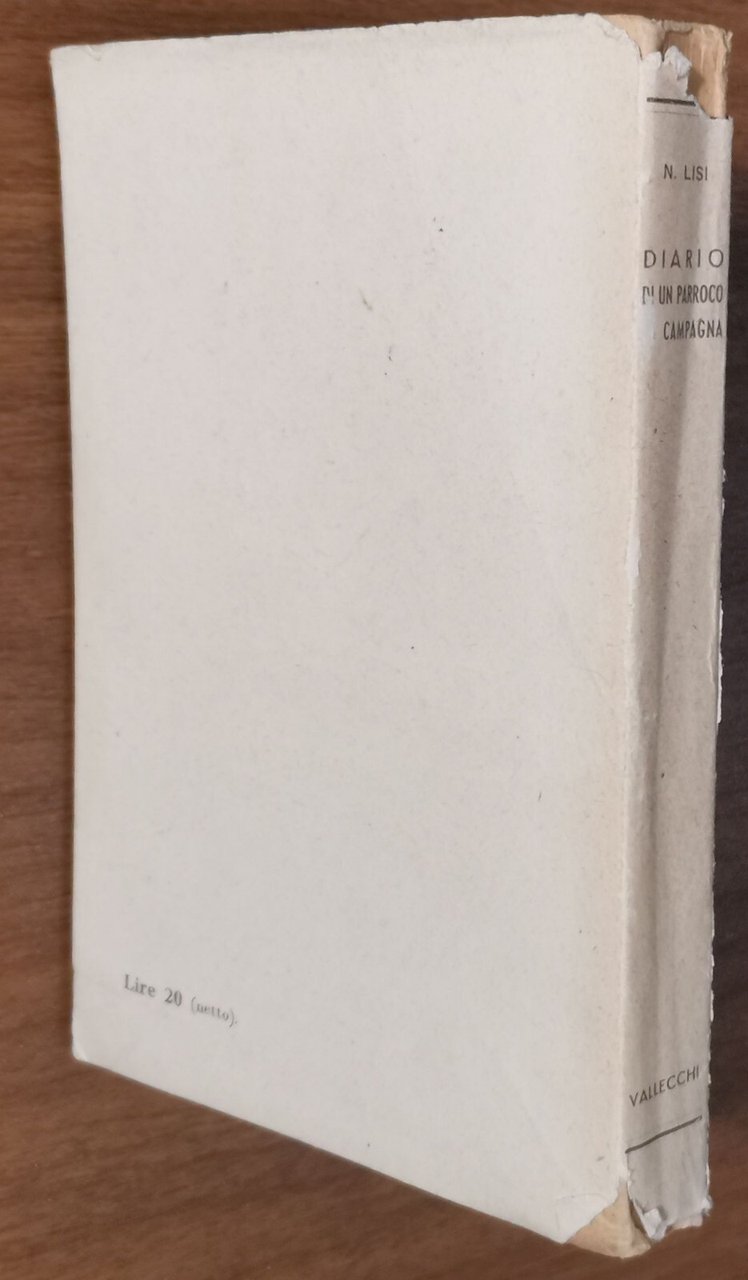 N. LISI
DIARIO
DI UN PARROCO
CAMPAGNA
VALLECCHI
Lire 20 (netto).